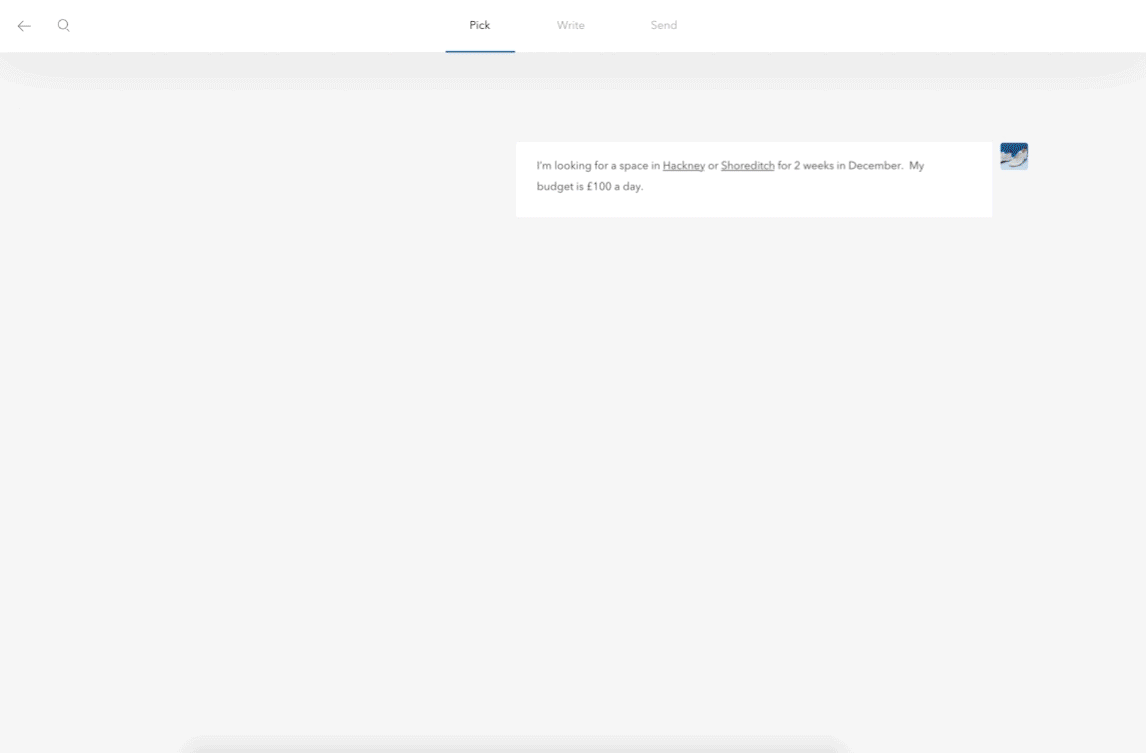 Pick Write Send
I'm looking for a space in Hackney or Shoreditch for 2 weeks in December.  My
budget is £100 a day.